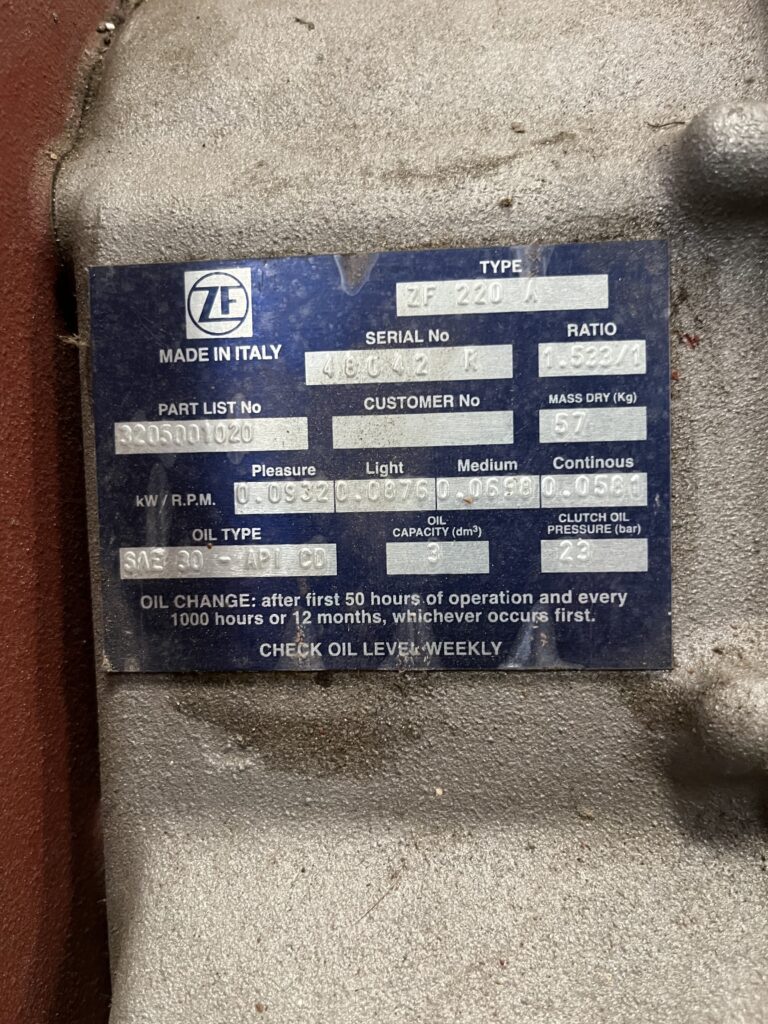 ZF
MADE IN ITALY
TYPE
ZF 220 A
SERIAL No
48042 R
RATIO
1.533/1
PART LIST No
3205001020
CUSTOMER No
MASS DRY (Kg)
57
kW / R.P.M.
Pleasure Light Medium Continous
0.0932 0.0876 0.0698 0.0581
OIL TYPE
SAE 30 - API CD
OIL
CAPACITY (dm³)
3
CLUTCH OIL
PRESSURE (bar)
23
OIL CHANGE: after first 50 hours of operation and every
1000 hours or 12 months, whichever occurs first.
CHECK OIL LEVEL WEEKLY